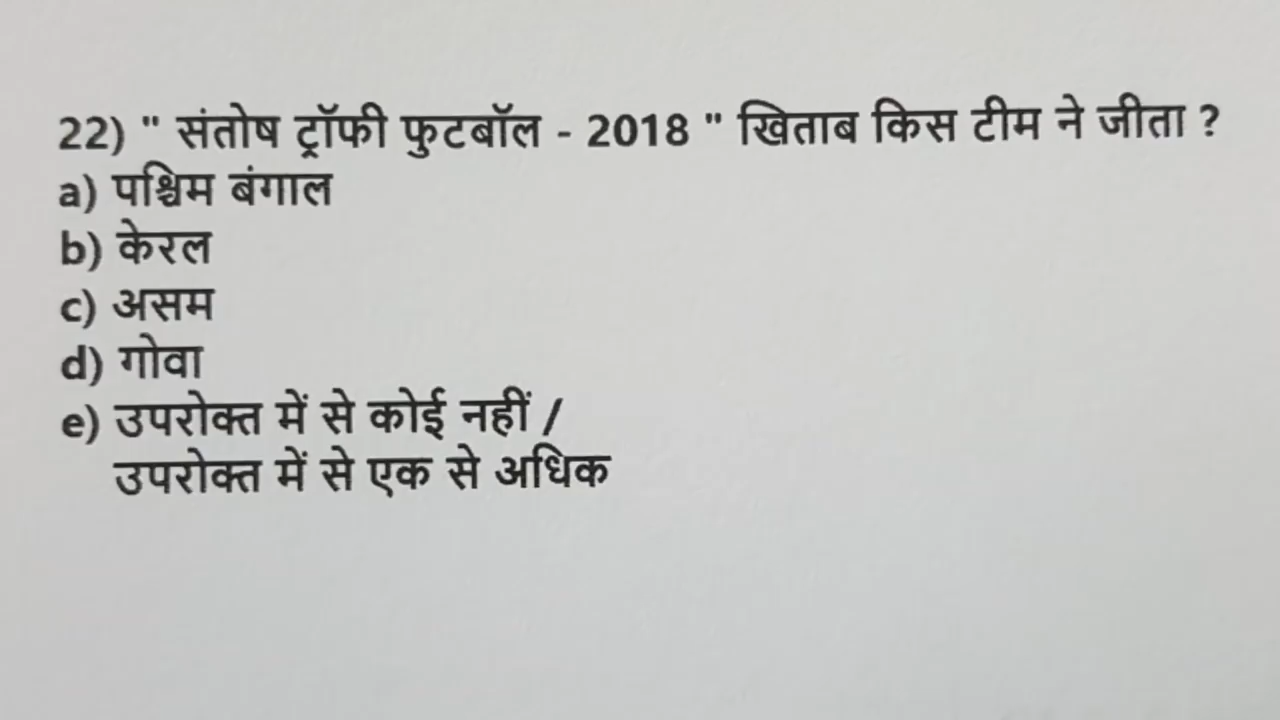 22) " संतोष ट्रॉफी फुटबॉल - 2018 " खिताब किस टीम ने जीता ?
a) पश्चिम बंगाल
b) केरल
c) असम
d) गोवा
e) उपरोक्त में से कोई नहीं /
उपरोक्त में से एक से अधिक